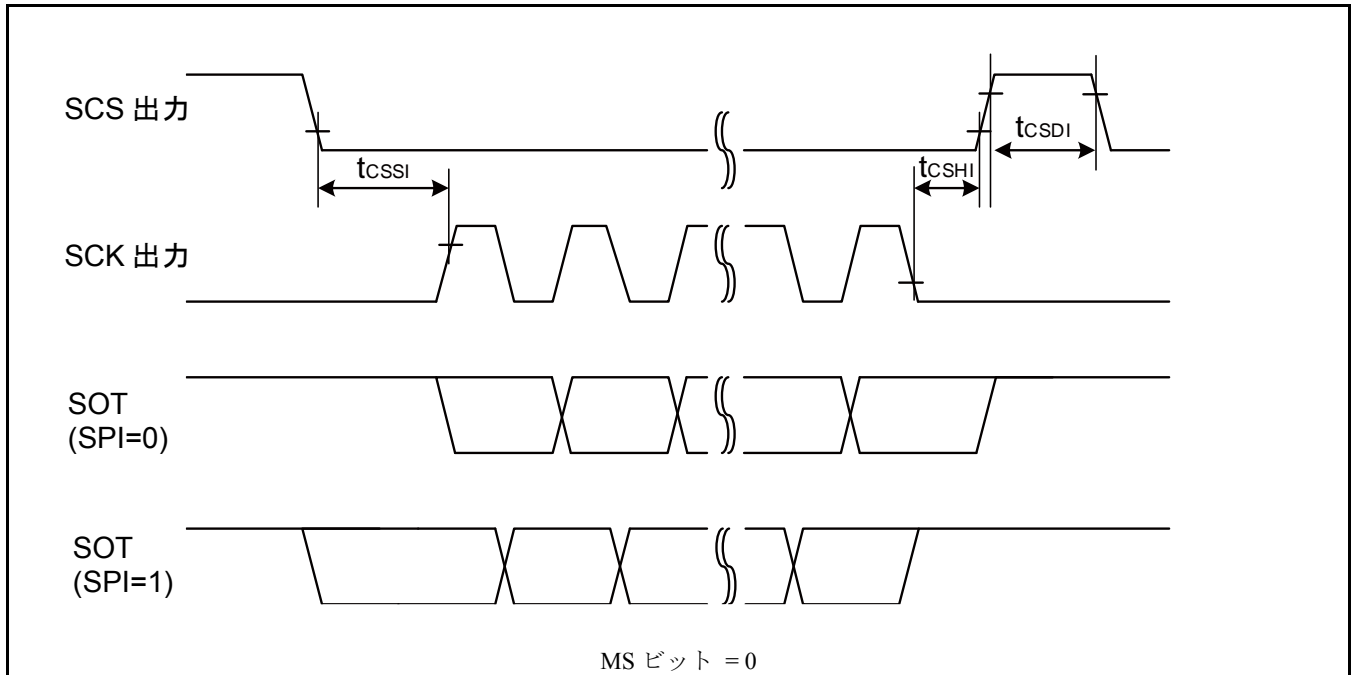 SCS 出力
tCSSI
tCSHI
tCSDI
SCK 出力
SOT
(SPI=0)
SOT
(SPI=1)
MS ビット = 0